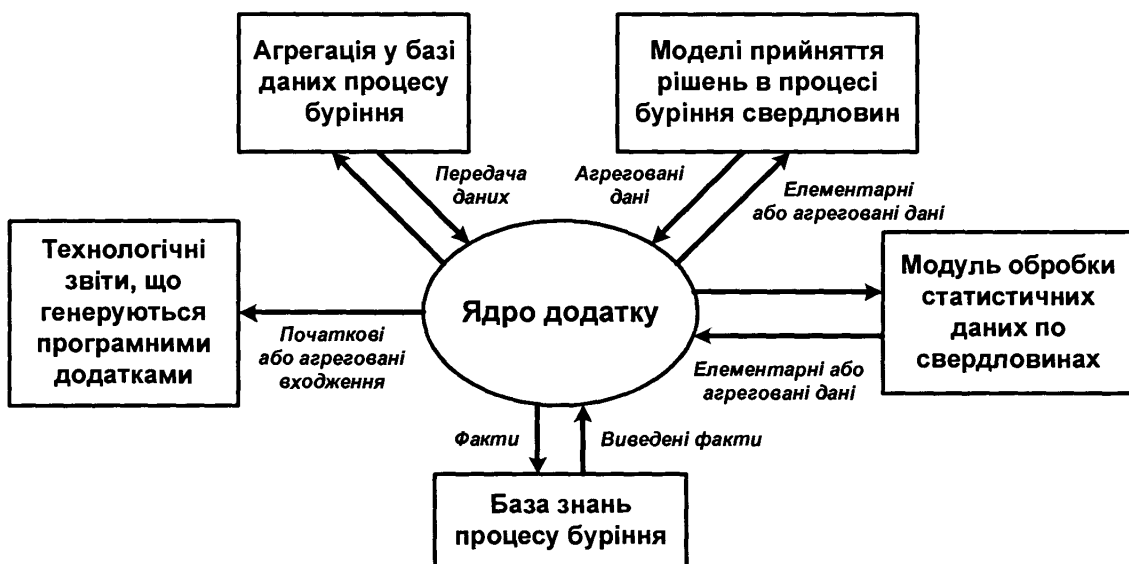 Агрегація у базі
даних процесу
буріння
Моделі прийняття
рішень в процесі
буріння свердловин
Передача
даних
Агреговані
дані
Елементарні
або агреговані дані
Технологічні
звіти, що
генеруються
програмними
додатками
Початкові
або агреговані
входження
Ядро додатку
Модуль обробки
статистичних
даних по
свердловинах
Елементарні або
агреговані дані
Факти
Виведені факти
База знань
процесу буріння